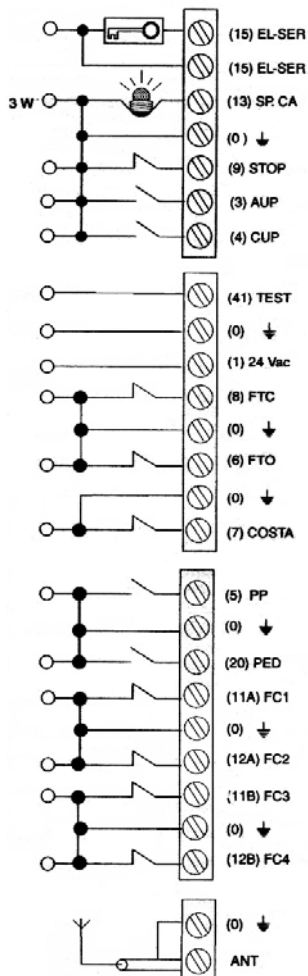 (15) EL-SER
(15) EL-SER
3 W (13) SP. CA
(0)
(9) STOP
(3) AUP
(4) CUP
(41) TEST
(0)
(1) 24 Vac
(8) FTC
(0)
(6) FTO
(0)
(7) COSTA
(5) PP
(0)
(20) PED
(11A) FC1
(0)
(12A) FC2
(11B) FC3
(0)
(12B) FC4
(0)
ANT